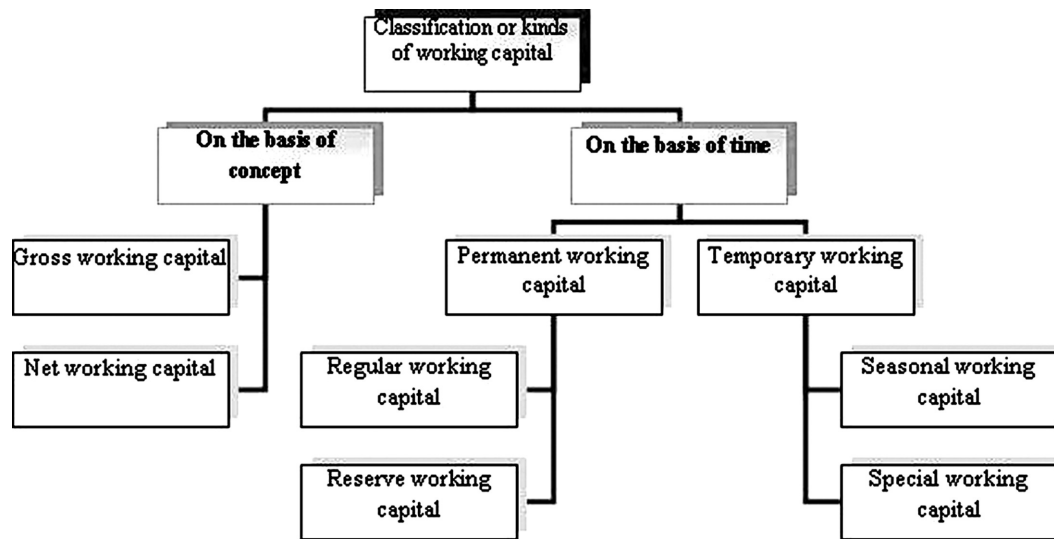 Classification or kinds
of working capital
On the basis of
concept
On the basis of time
Gross working capital
Permanent working
capital
Temporary working
capital
Net working capital
Regular working
capital
Seasonal working
capital
Reserve working
capital
Special working
capital